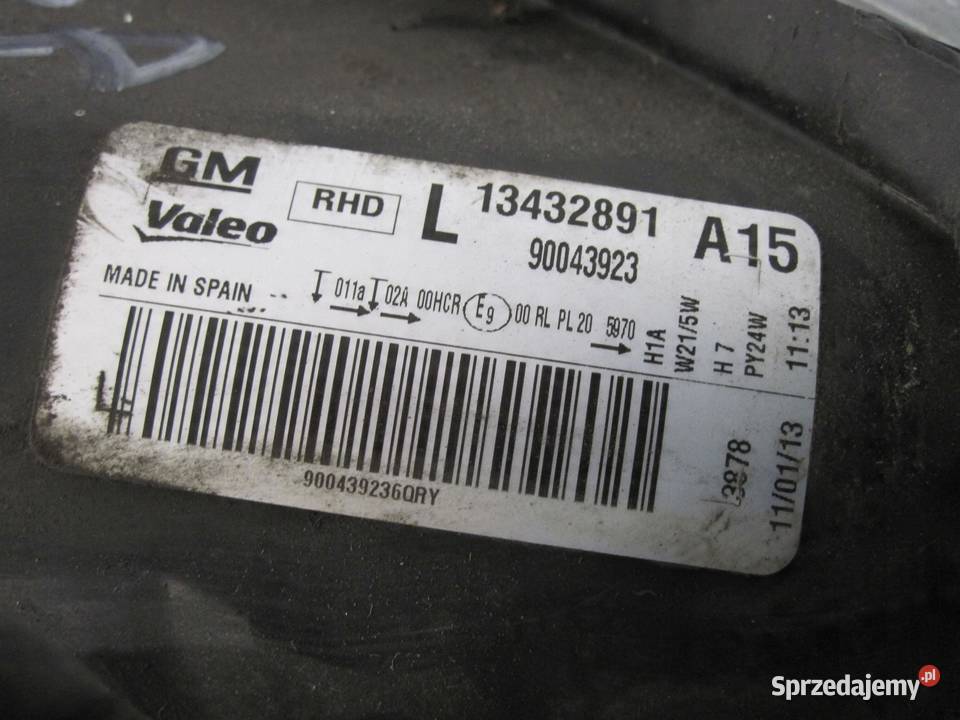 GM
Valeo
RHD
L
13432891
90043923
A15
MADE IN SPAIN
011a 02A 00HCR E9 00 RL PL 20 5970
H1A
W21/5W
H 7
PY24W
11:13
L
900439236QRY
3878
11/01/13
Sprzedajemy.pl